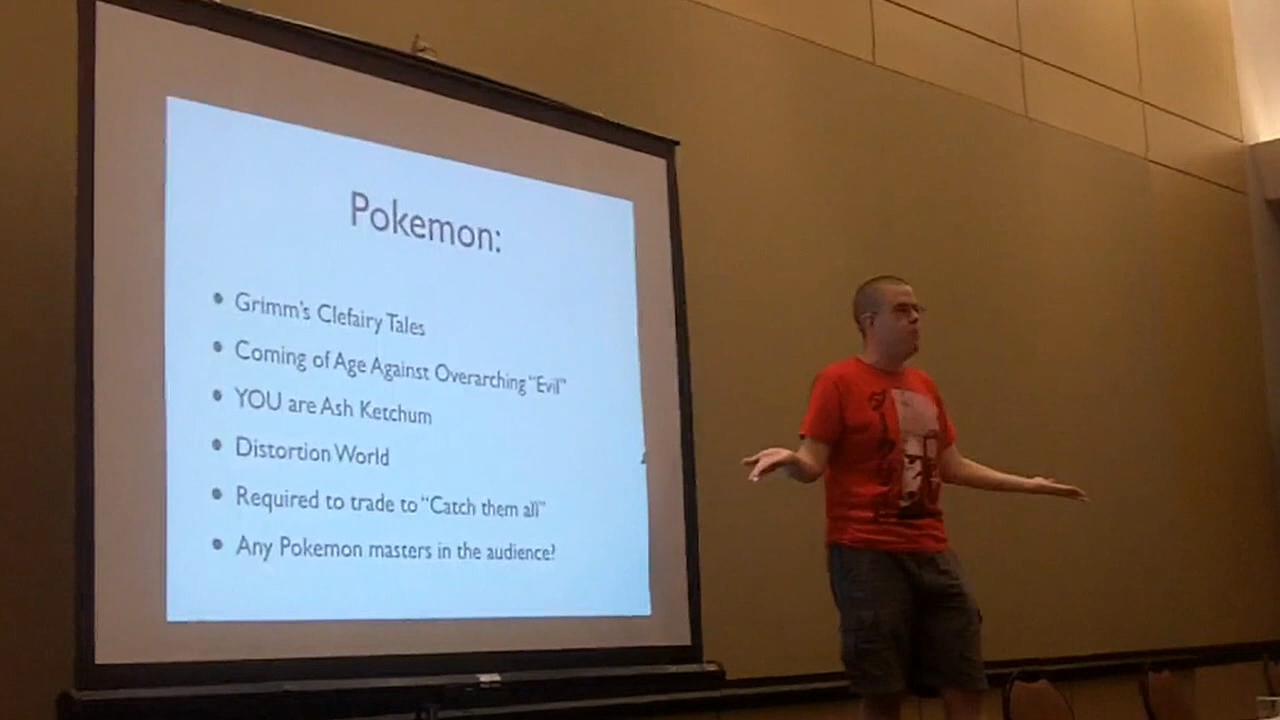 Pokemon:
• Grimm's Clefairy Tales
• Coming of Age Against Overarching "Evil"
• YOU are Ash Ketchum
• Distortion World
• Required to trade to "Catch them all"
• Any Pokemon masters in the audience?